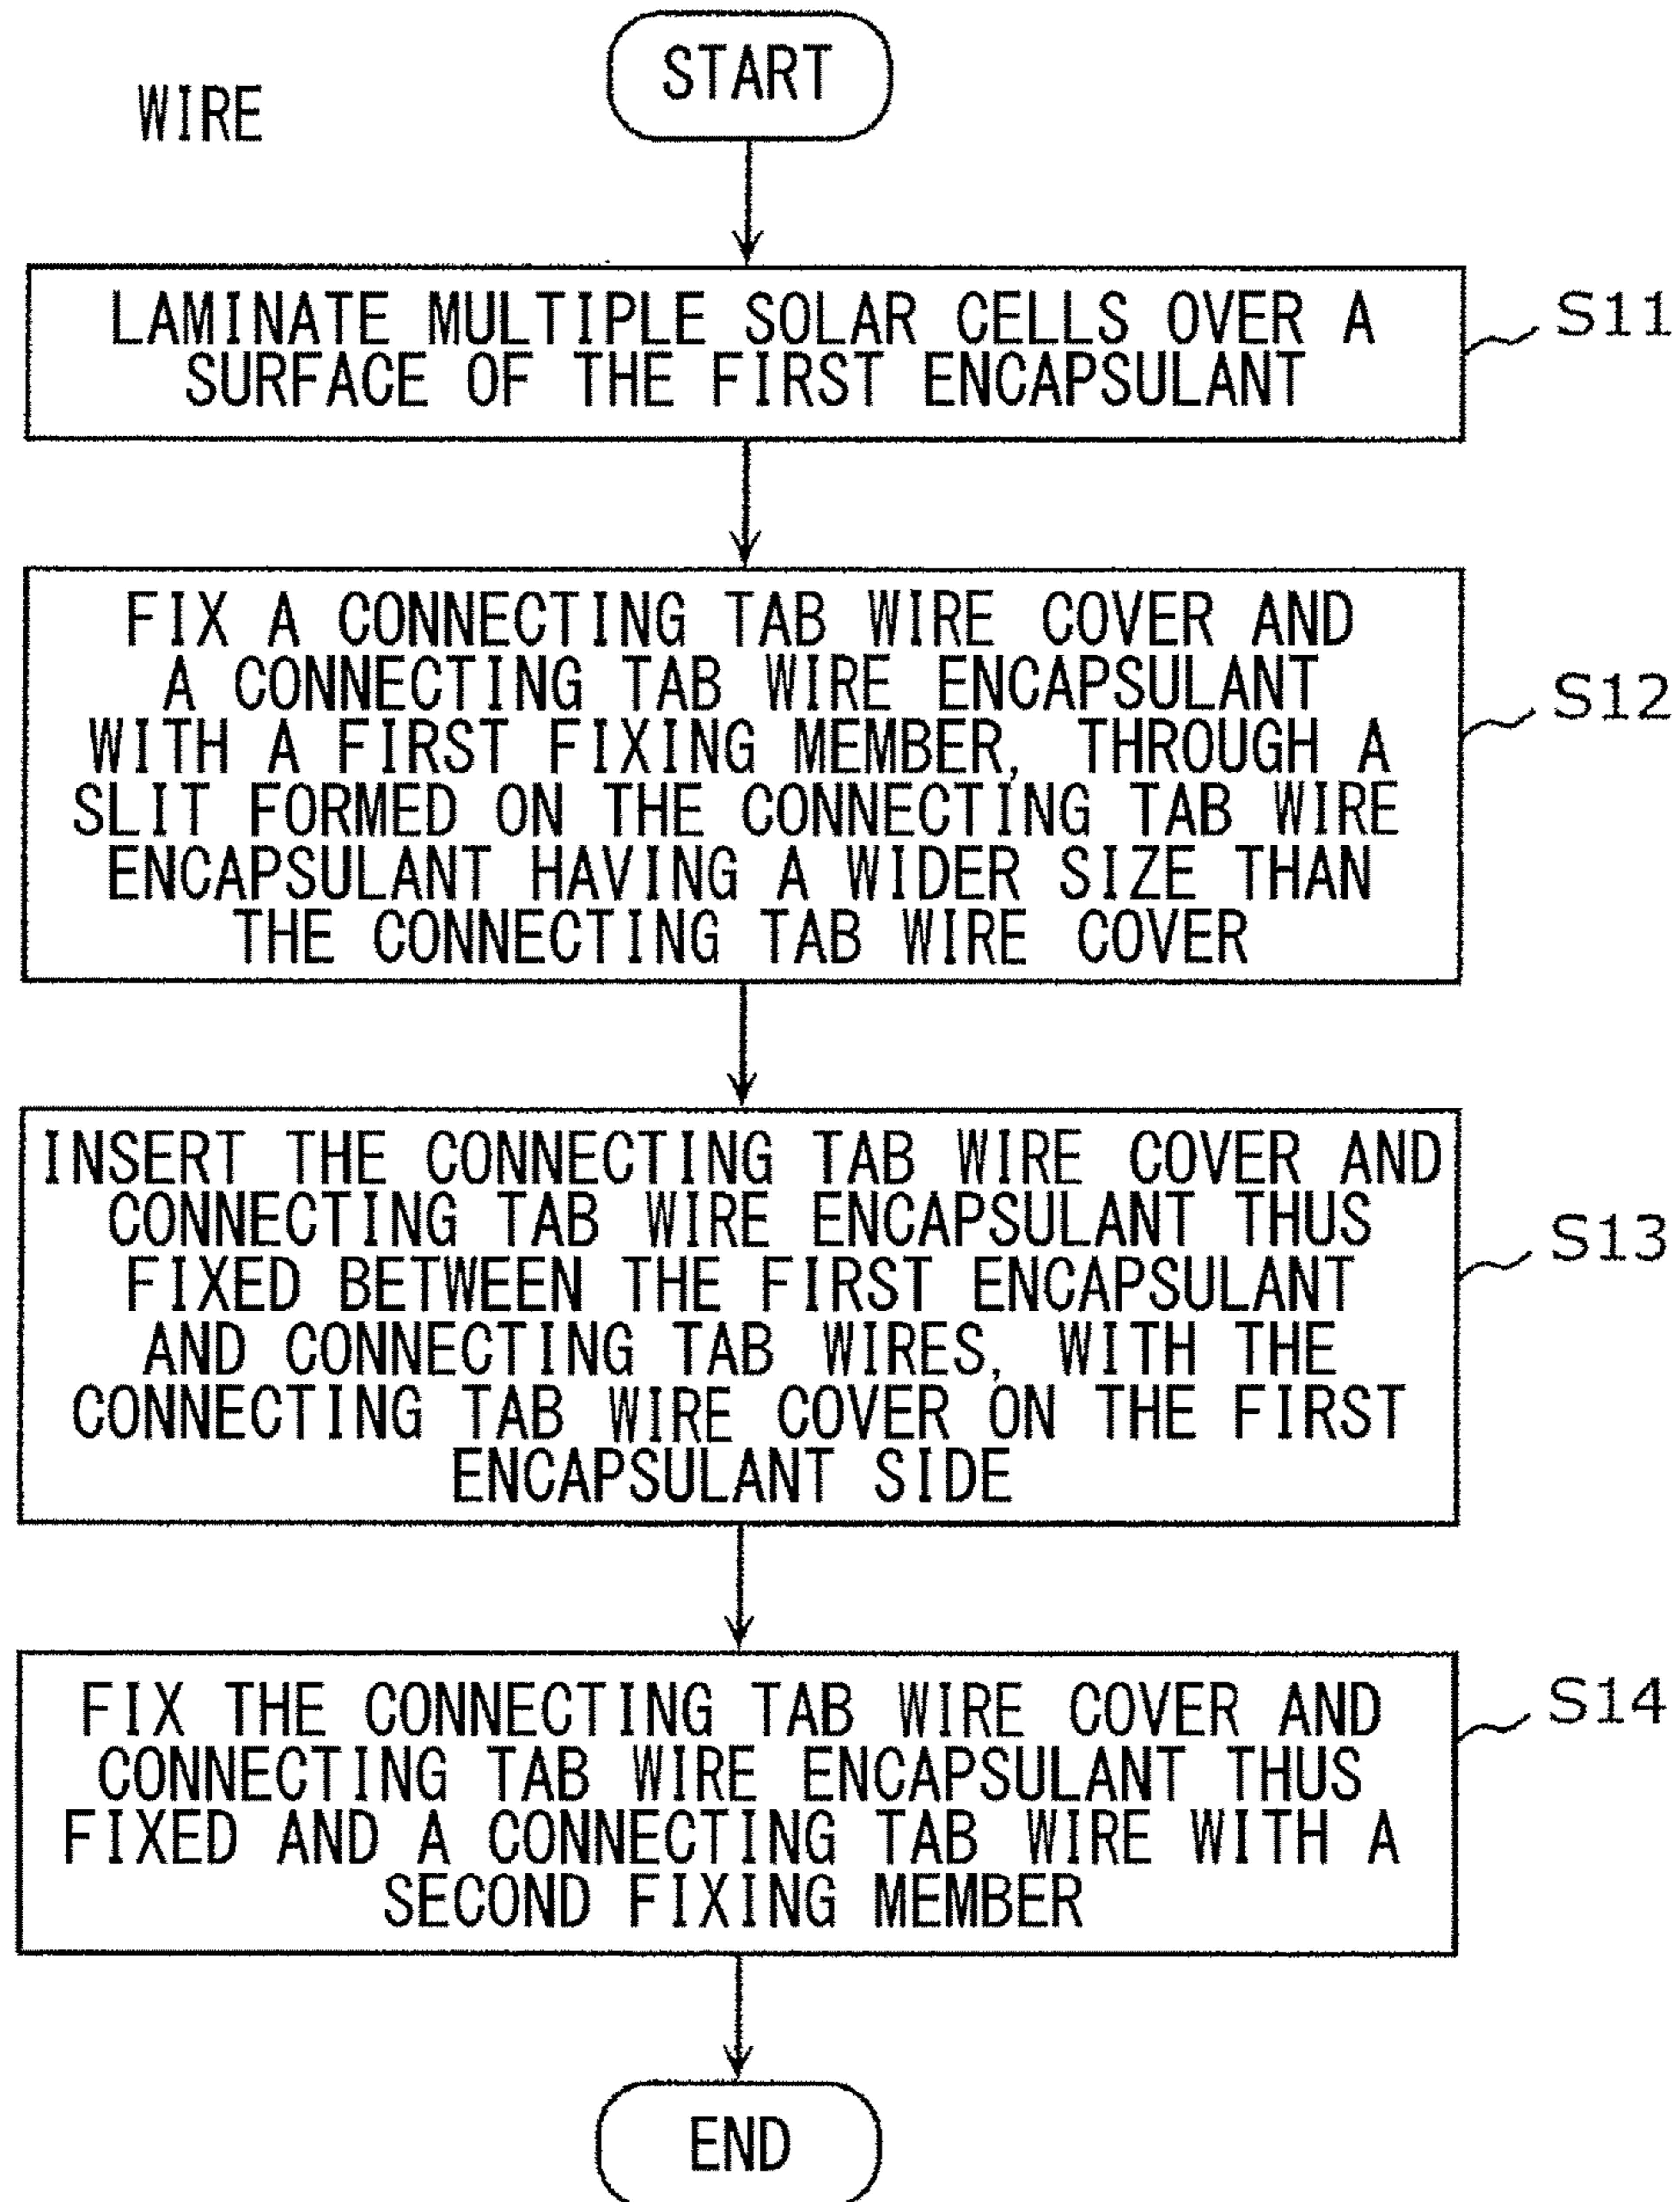 START
WIRE
LAMINATE MULTIPLE SOLAR CELLS OVER A
SURFACE OF THE FIRST ENCAPSULANT
S11
FIX A CONNECTING TAB WIRE COVER AND
A CONNECTING TAB WIRE ENCAPSULANT
WITH A FIRST FIXING MEMBER, THROUGH A
SLIT FORMED ON THE CONNECTING TAB WIRE
ENCAPSULANT HAVING A WIDER SIZE THAN
THE CONNECTING TAB WIRE COVER
S12
INSERT THE CONNECTING TAB WIRE COVER AND
CONNECTING TAB WIRE ENCAPSULANT THUS
FIXED BETWEEN THE FIRST ENCAPSULANT
AND CONNECTING TAB WIRES, WITH THE
CONNECTING TAB WIRE COVER ON THE FIRST
ENCAPSULANT SIDE
S13
FIX THE CONNECTING TAB WIRE COVER AND
CONNECTING TAB WIRE ENCAPSULANT THUS
FIXED AND A CONNECTING TAB WIRE WITH A
SECOND FIXING MEMBER
S14
END